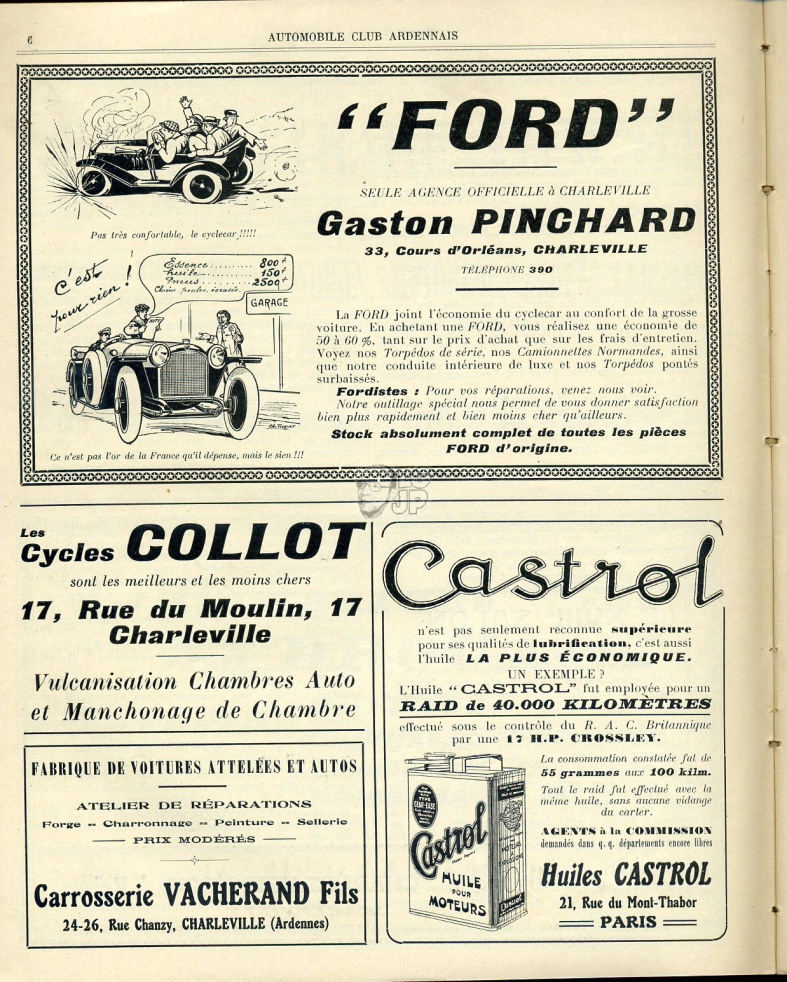 6
AUTOMOBILE CLUB ARDENNAIS
Pas très confortable, le cyclecar !!!!!
C'est
pour rien !
Essence.......... 800 f
huile............. 150 f
Pneus........... 2500 f
Chiens, poules, écrasés.
GARAGE
Ce n'est pas l'or de la France qu'il dépense, mais le sien !!!
"FORD"
SEULE AGENCE OFFICIELLE à CHARLEVILLE
Gaston PINCHARD
33, Cours d'Orléans, CHARLEVILLE
TÉLÉPHONE 390
La FORD joint l'économie du cyclecar au confort de la grosse
voiture. En achetant une FORD, vous réalisez une économie de
50 à 60 %, tant sur le prix d'achat que sur les frais d'entretien.
Voyez nos Torpédos de série, nos Camionnettes Normandes, ainsi
que notre conduite intérieure de luxe et nos Torpédos pontés
surbaissés.
Fordistes : Pour vos réparations, venez nous voir.
Notre outillage spécial nous permet de vous donner satisfaction
bien plus rapidement et bien moins cher qu'ailleurs.
Stock absolument complet de toutes les pièces
FORD d'origine.
JP
Les
Cycles COLLOT
sont les meilleurs et les moins chers
17, Rue du Moulin, 17
Charleville
Vulcanisation Chambres Auto
et Manchonage de Chambre
FABRIQUE DE VOITURES ATTELÉES ET AUTOS
ATELIER DE RÉPARATIONS
Forge -- Charronnage -- Peinture -- Sellerie
PRIX MODÉRÉS
Carrosserie VACHERAND Fils
24-26, Rue Chanzy, CHARLEVILLE (Ardennes)
Castrol
n'est pas seulement reconnue supérieure
pour ses qualités de lubrification, c'est aussi
l'huile LA PLUS ÉCONOMIQUE.
UN EXEMPLE ?
L'Huile "CASTROL" fut employée pour un
RAID de 40.000 KILOMÈTRES
effectué sous le contrôle du R. A. C. Britannique
par une 17 H.P. CROSSLEY.
La consommation constatée fut de
55 grammes aux 100 kilm.
Tout le raid fut effectué avec la
même huile, sans aucune vidange
du carter.
AGENTS à la COMMISSION
demandés dans q. q. départements encore libres
Huiles CASTROL
21, Rue du Mont-Thabor
PARIS
TYPE
GEAR-EASE
Castrol
HUILE
POUR
MOTEURS